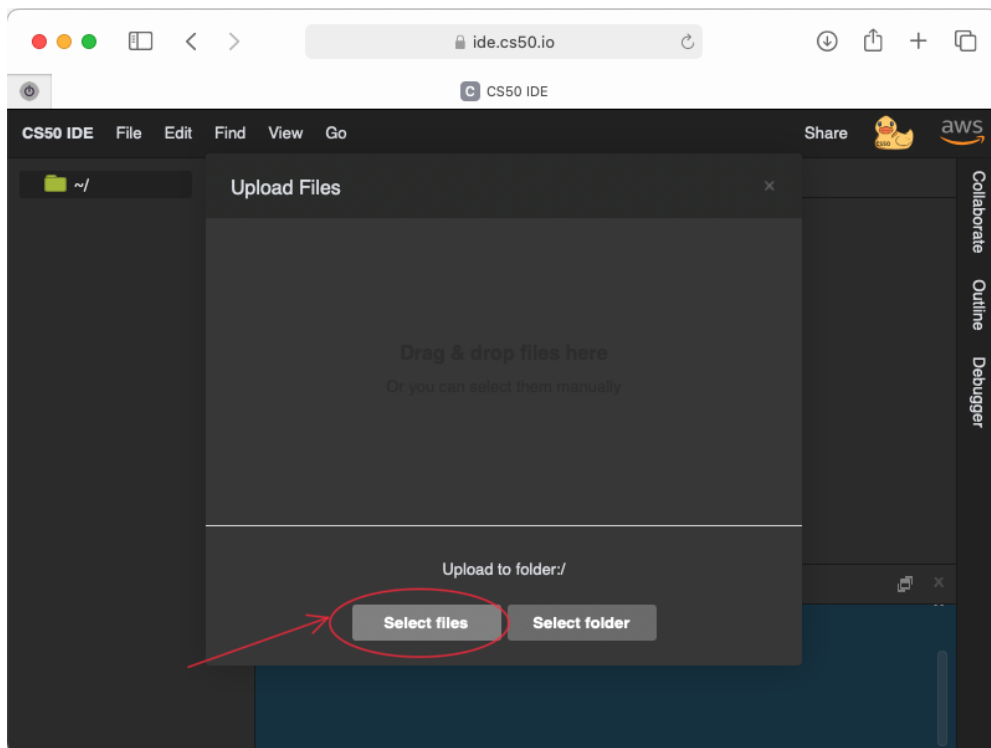 ide.cs50.io
C CS50 IDE
CS50 IDE File Edit Find View Go Share aws
~/
Upload Files
Collaborate
Outline
Debugger
Drag & drop files here
Or you can select them manually
Upload to folder:/
Select files Select folder